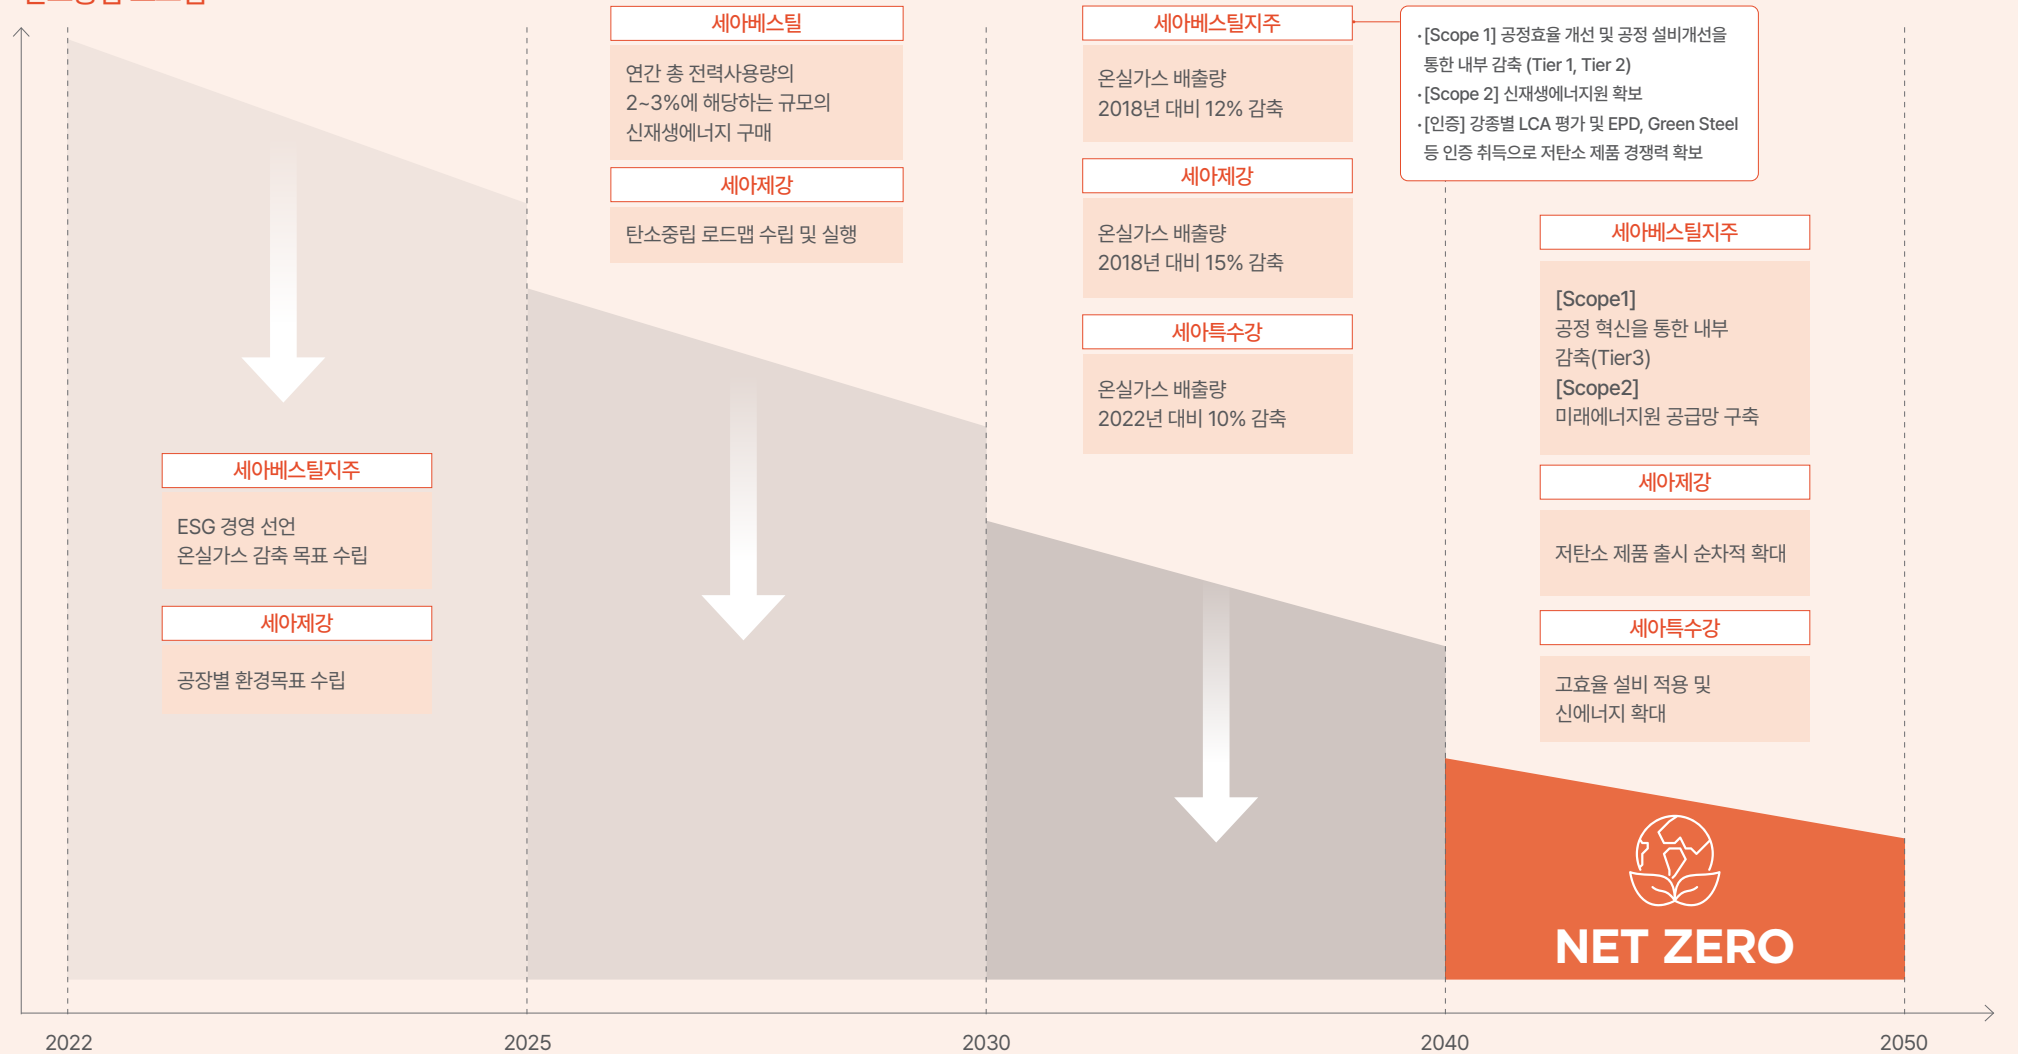 세아베스틸지주
ESG 경영 선언
온실가스 감축 목표 수립
세아제강
공장별 환경목표 수립
세아베스틸
연간 총 전력사용량의
2~3%에 해당하는 규모의
신재생에너지 구매
세아제강
탄소중립 로드맵 수립 및 실행
세아베스틸지주
온실가스 배출량
2018년 대비 12% 감축
세아제강
온실가스 배출량
2018년 대비 15% 감축
세아특수강
온실가스 배출량
2022년 대비 10% 감축
·[Scope 1] 공정효율 개선 및 공정 설비개선을
통한 내부 감축 (Tier 1, Tier 2)
·[Scope 2] 신재생에너지원 확보
·[인증] 강종별 LCA 평가 및 EPD, Green Steel
등 인증 취득으로 저탄소 제품 경쟁력 확보
세아베스틸지주
[Scope1]
공정 혁신을 통한 내부
감축(Tier3)
[Scope2]
미래에너지원 공급망 구축
세아제강
저탄소 제품 출시 순차적 확대
세아특수강
고효율 설비 적용 및
신에너지 확대
NET ZERO
2022
2025
2030
2040
2050